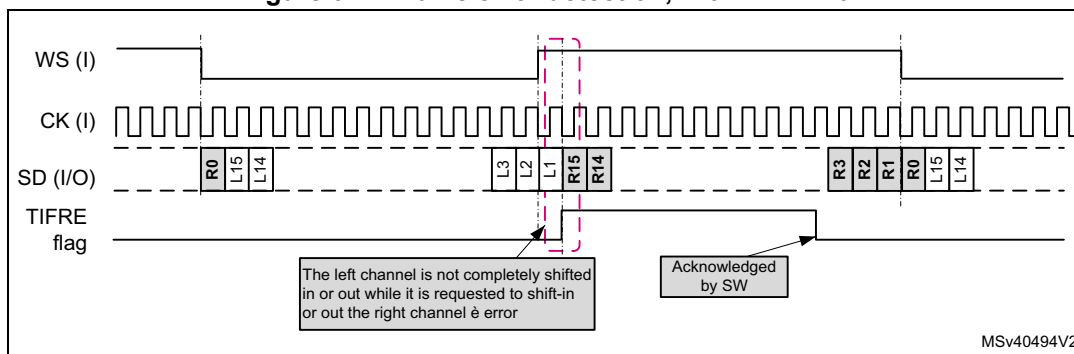 WS (I)
CK (I)
SD (I/O)
R0 L15 L14 L3 L2 L1 R15 R14 R3 R2 R1 R0 L15 L14
TIFRE
flag
The left channel is not completely shifted
in or out while it is requested to shift-in
or out the right channel è error
Acknowledged
by SW
MSv40494V2